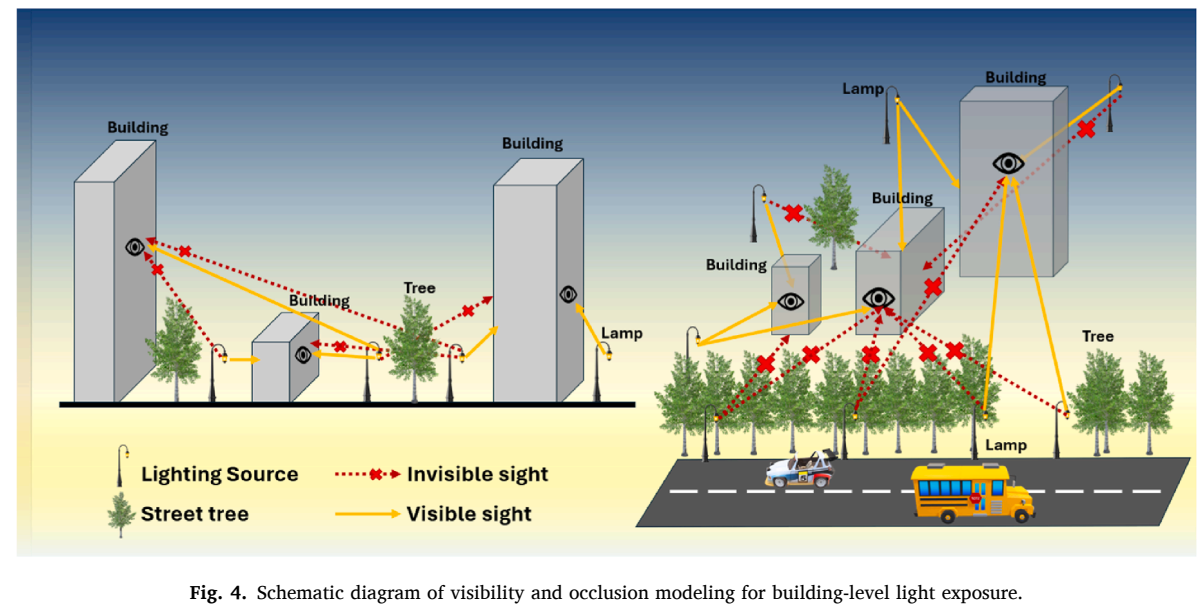 Building
Building
Building
Tree
Lamp
Lighting Source
Invisible sight
Street tree
Visible sight
Lamp
Building
Building
Building
Tree
Lamp
Fig. 4. Schematic diagram of visibility and occlusion modeling for building-level light exposure.